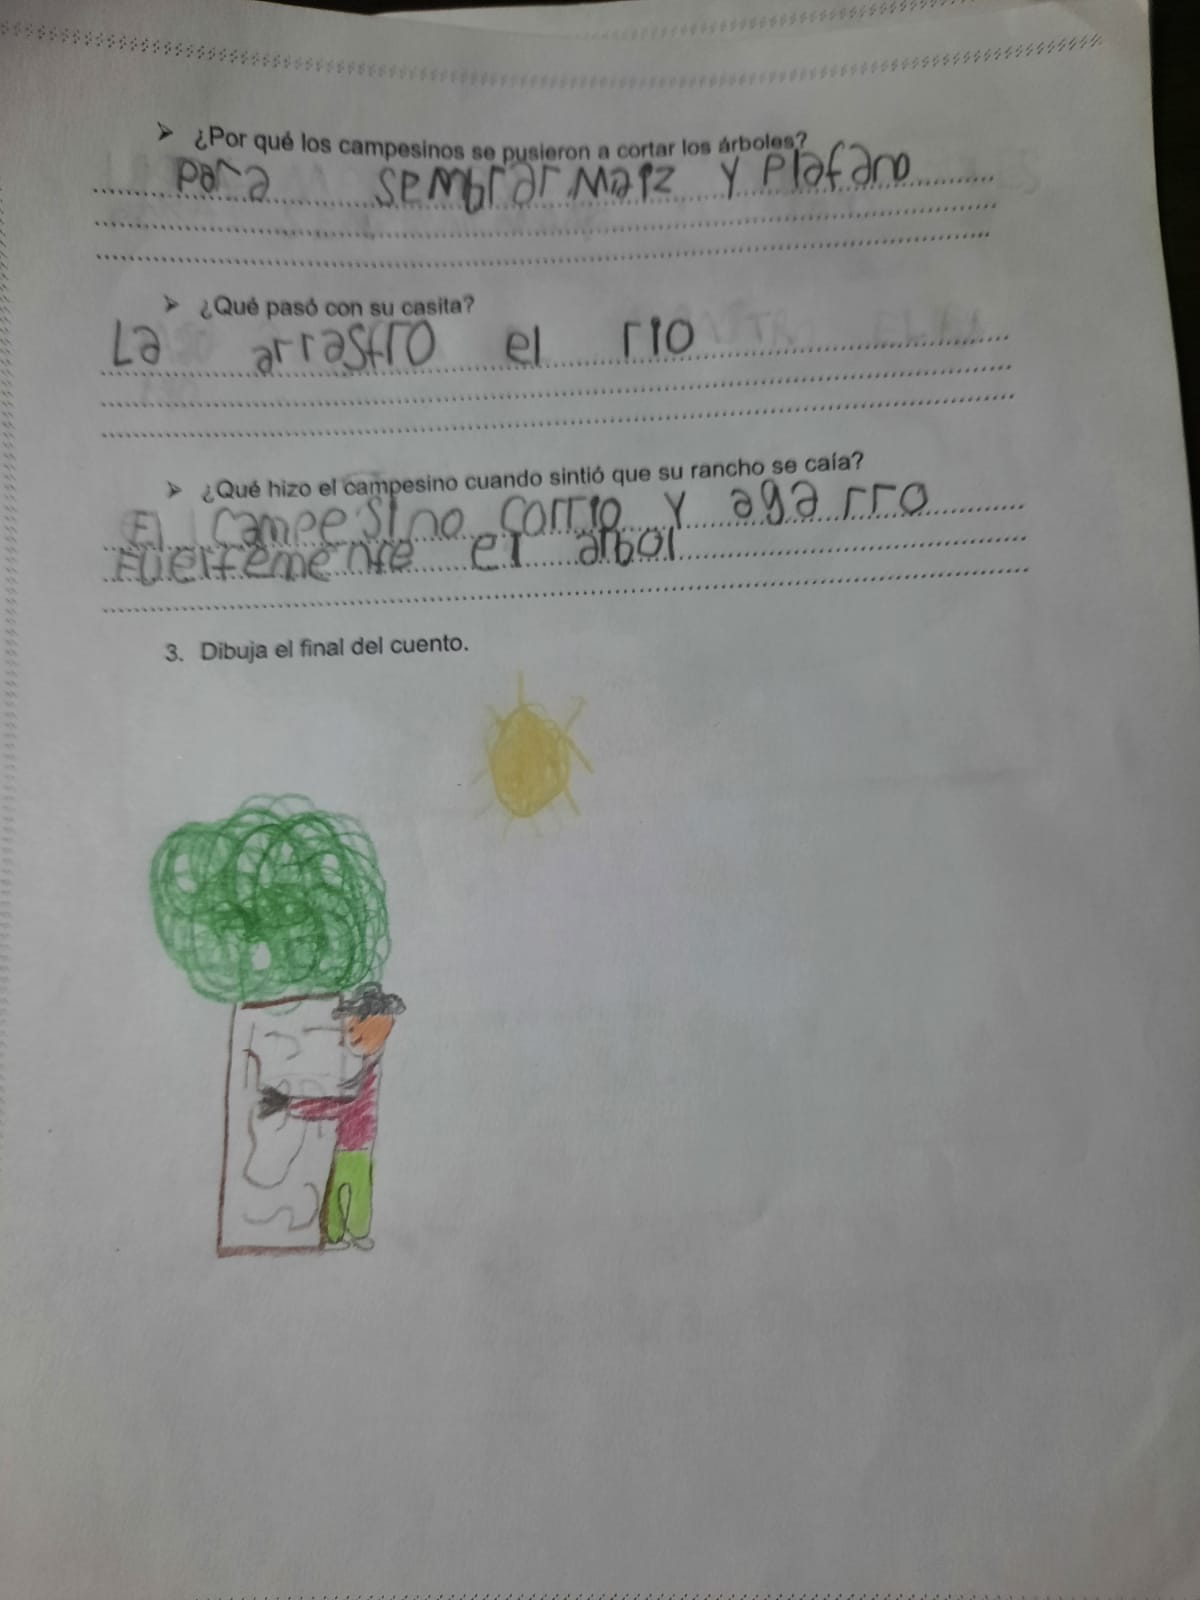 ➤ ¿Por qué los campesinos se pusieron a cortar los árboles?
para sembrar maiz y platano
➤ ¿Qué pasó con su casita?
La arrastro el rio
➤ ¿Qué hizo el campesino cuando sintió que su rancho se caía?
El campesino corrio y agarro
Fuertemente el arbol
3. Dibuja el final del cuento.